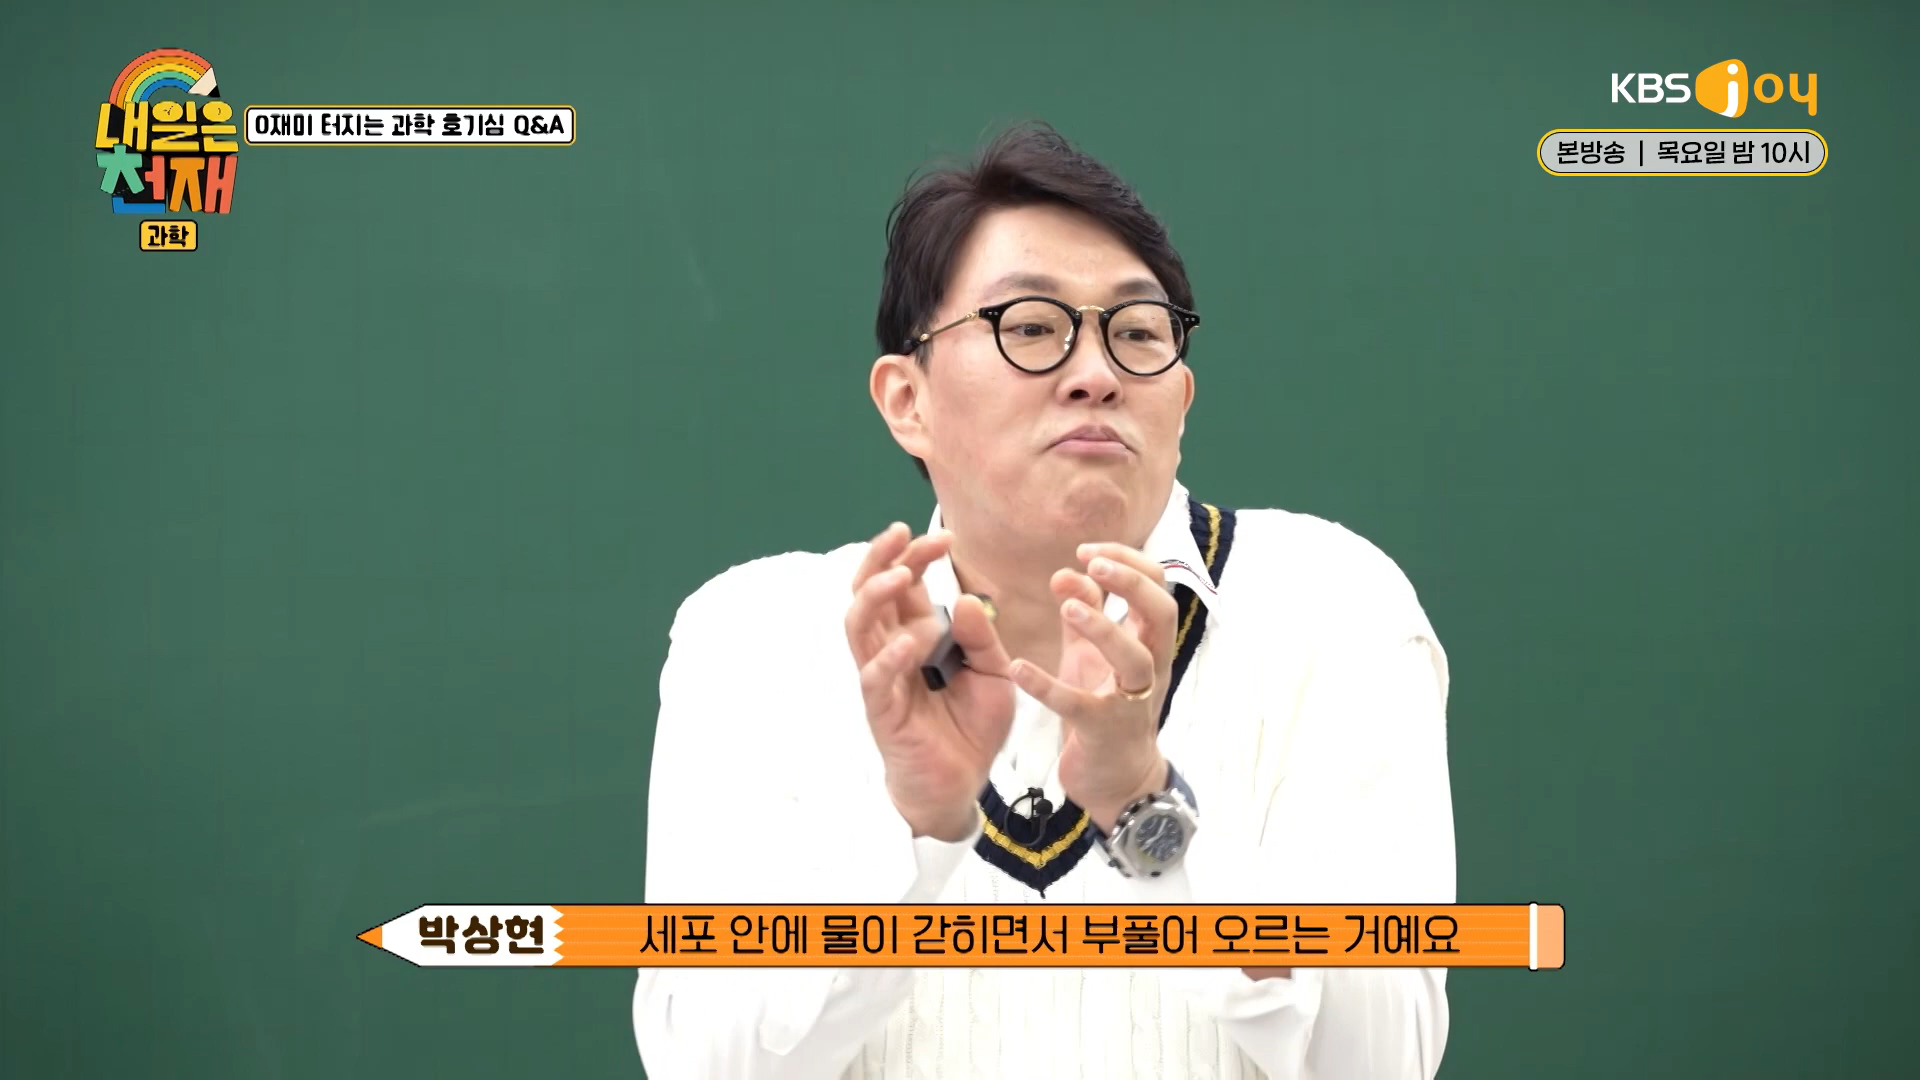 내일은
천재
과학
0재미 터지는 과학 호기심 Q&A
KBS joy
본방송 | 목요일 밤 10시
박상현 세포 안에 물이 갇히면서 부풀어 오르는 거예요